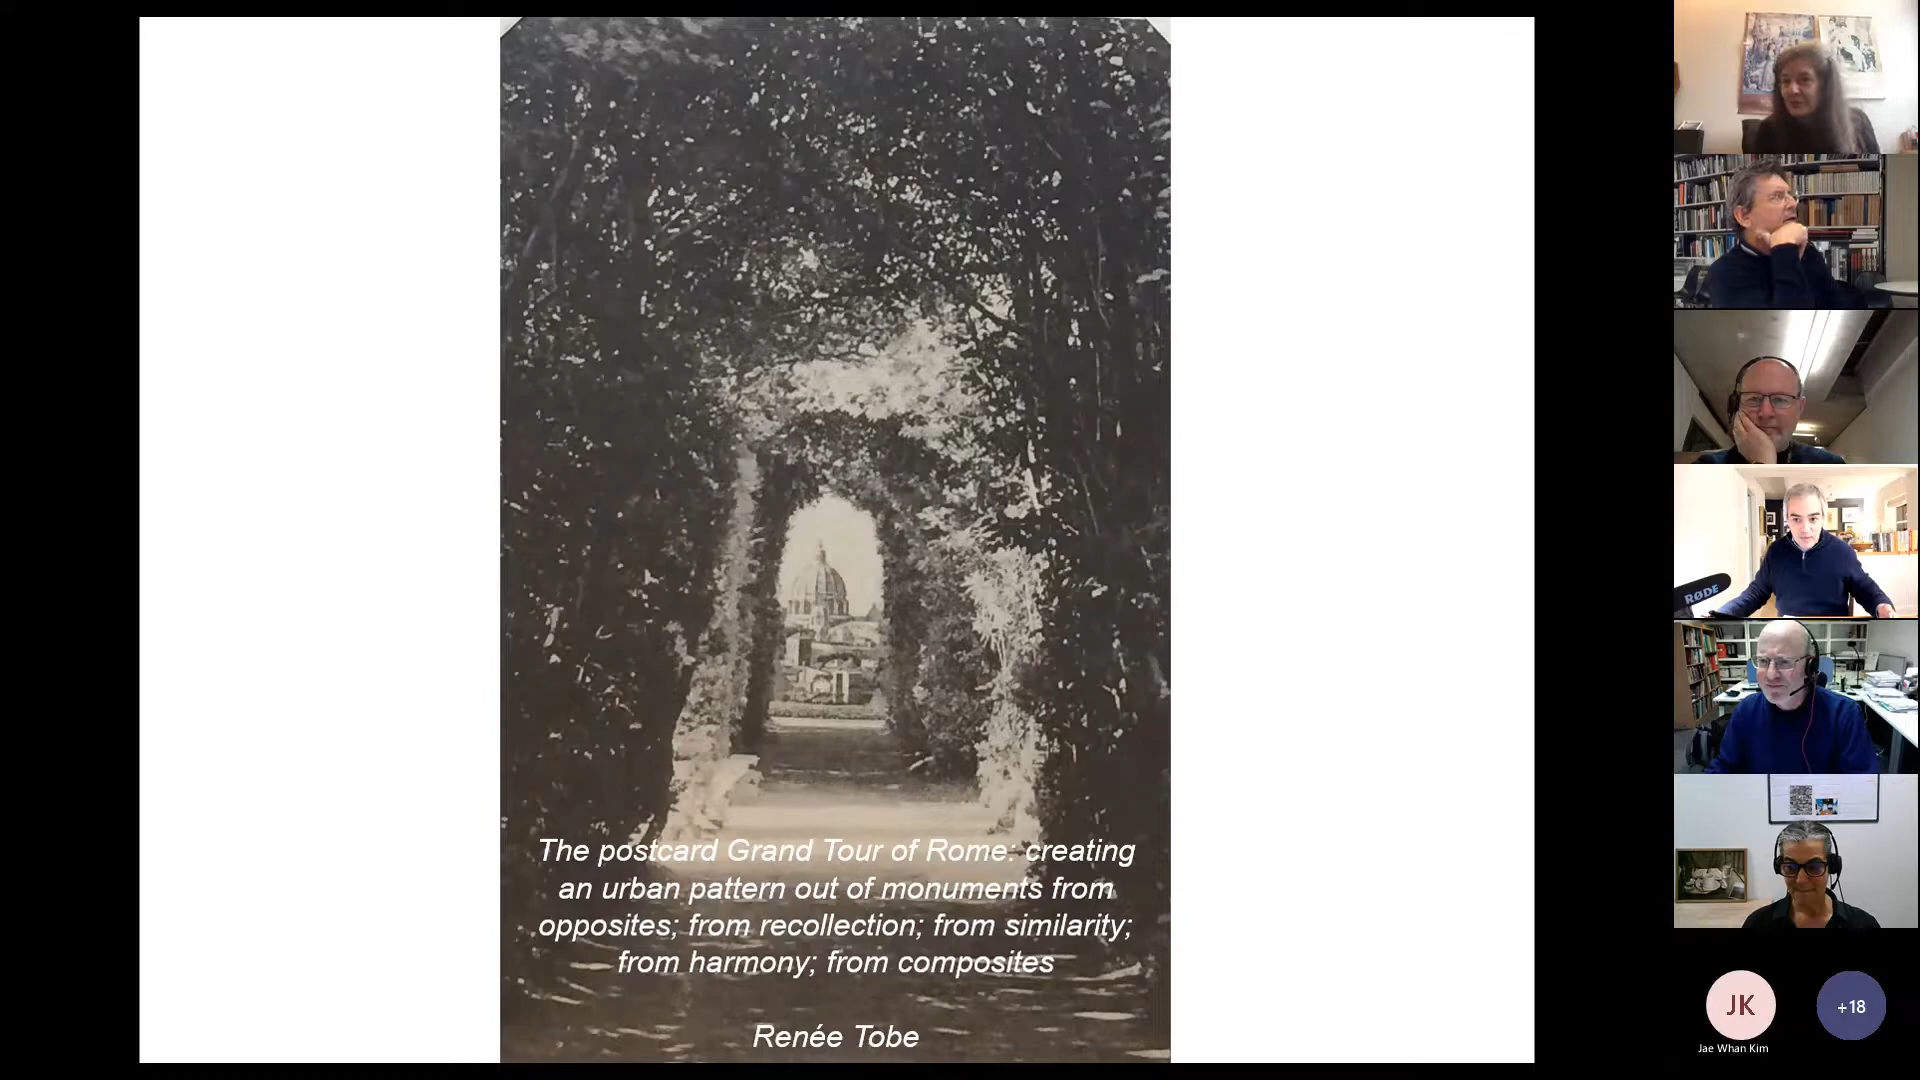 The postcard Grand Tour of Rome: creating
an urban pattern out of monuments from
opposites; from recollection; from similarity;
from harmony; from composites
Renée Tobe
RØDE
JK
+18
Jae Whan Kim